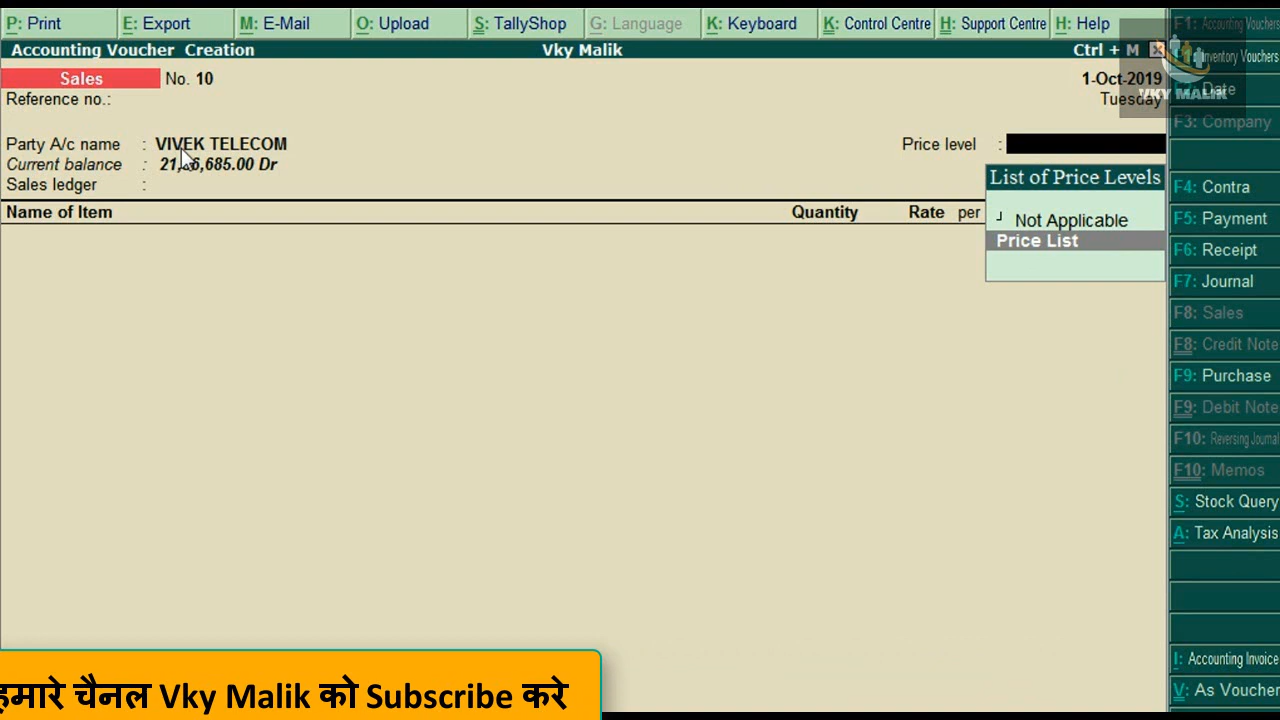 P: Print E: Export M: E-Mail O: Upload S: TallyShop G: Language K: Keyboard K: Control Centre H: Support Centre H: Help F1: Accounting Vouchers
Accounting Voucher Creation Vky Malik Ctrl + M Inventory Vouchers
Sales No. 10 1-Oct-2019 Date
Reference no.: Tuesday VKY MALIK
F3: Company
Party A/c name : VIVEK TELECOM Price level :
Current balance : 685.00 Dr
Sales ledger : List of Price Levels F4: Contra
Name of Item Quantity Rate per Not Applicable F5: Payment
Price List F6: Receipt
F7: Journal
F8: Sales
F8: Credit Note
F9: Purchase
F9: Debit Note
F10: Reversing Journal
F10: Memos
S: Stock Query
A: Tax Analysis
I: Accounting Invoice
V: As Voucher
हमारे चैनल Vky Malik को Subscribe करे